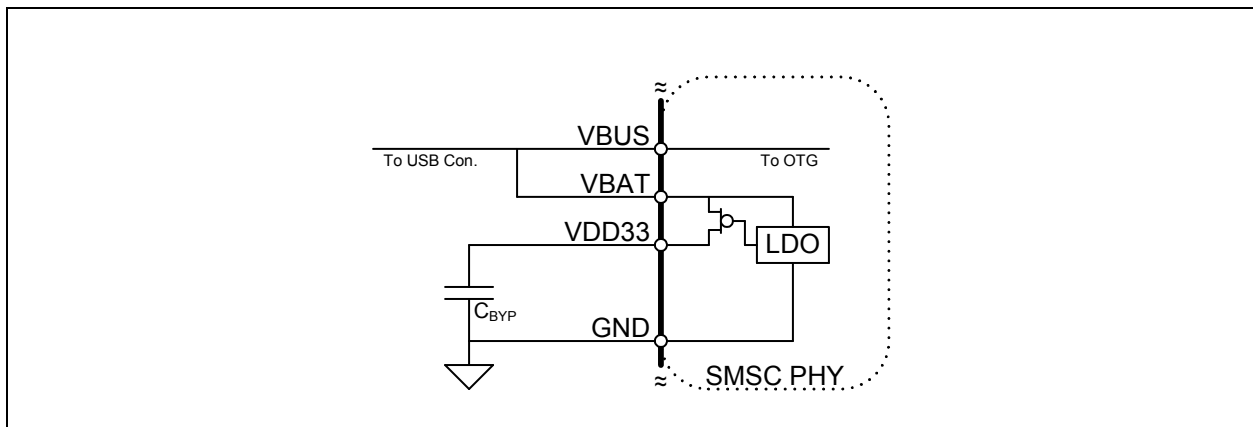 ≈
VBUS
To USB Con.
To OTG
VBAT
VDD33
LDO
CBYP
GND
SMSC PHY
≈